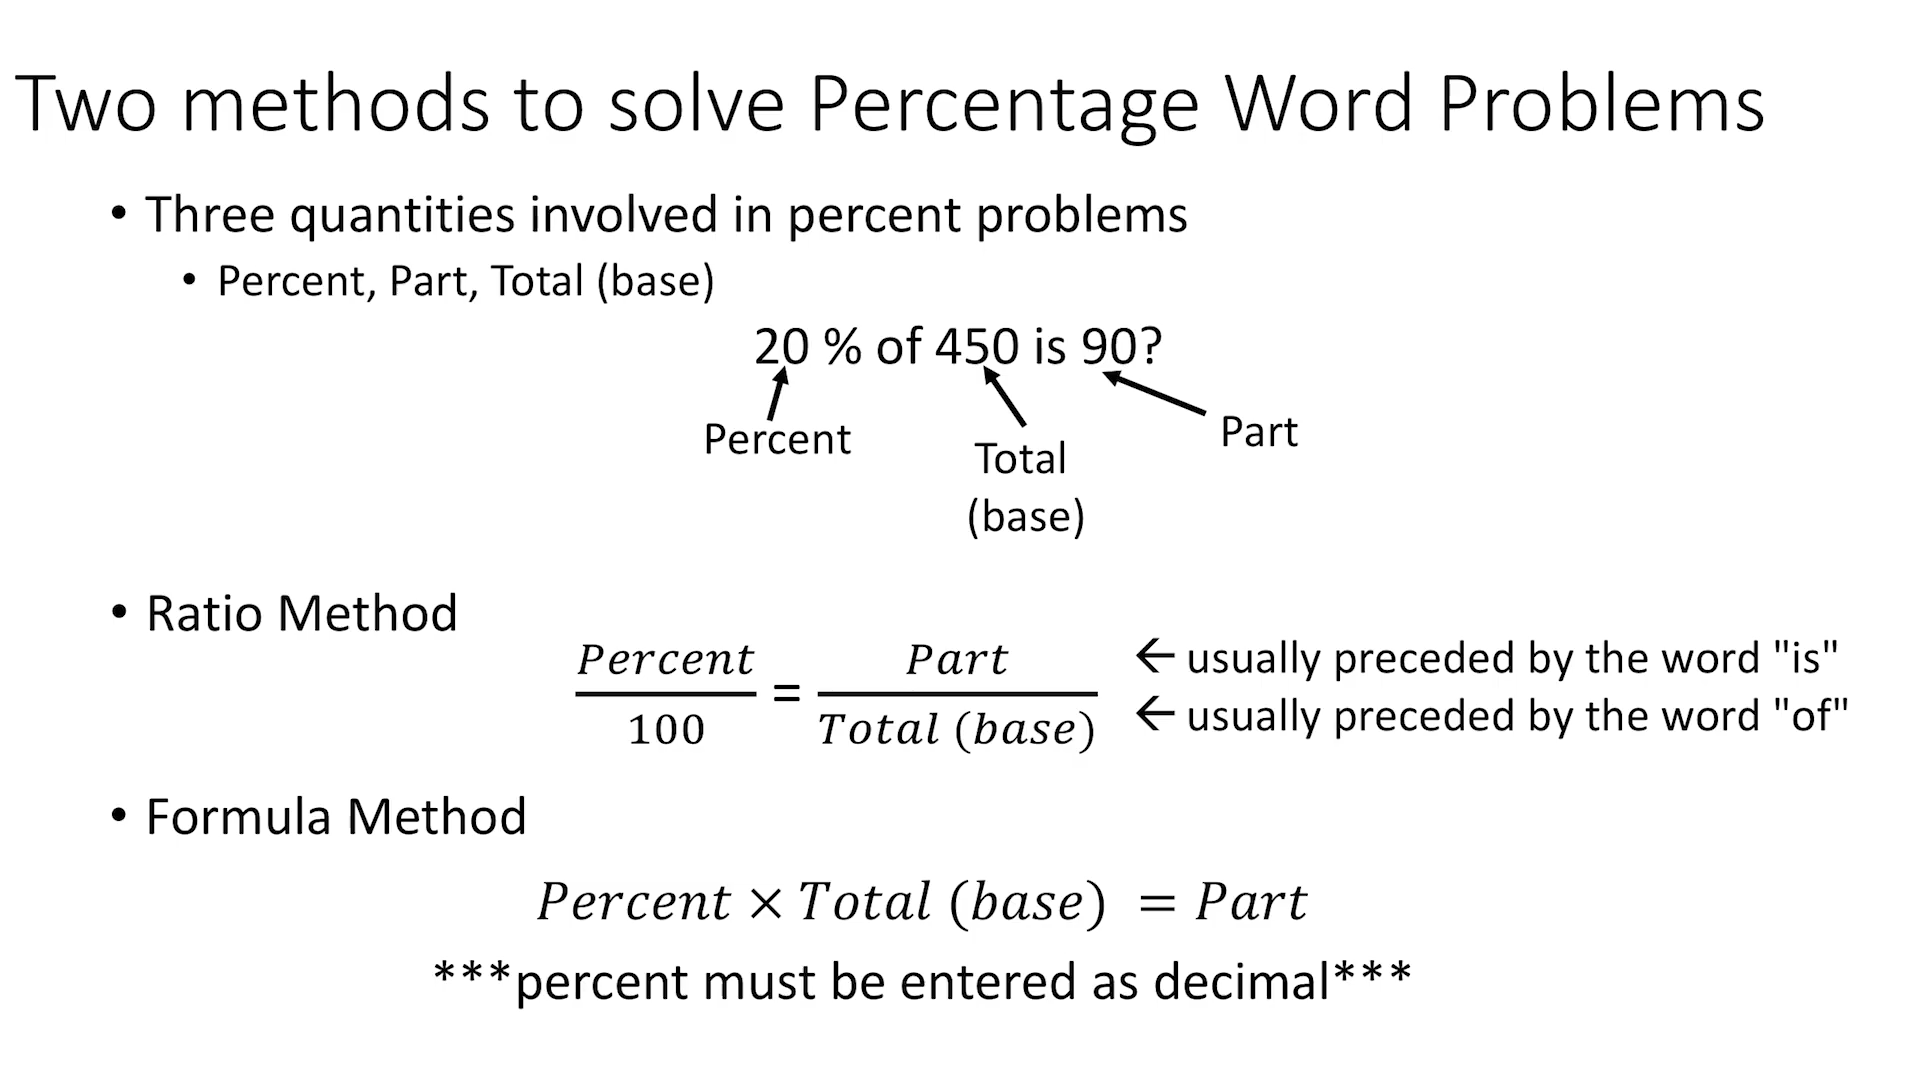 Two methods to solve Percentage Word Problems
• Three quantities involved in percent problems
• Percent, Part, Total (base)
20 % of 450 is 90?
Percent
Total
(base)
Part
• Ratio Method
Percent / 100 = Part / Total (base)
← usually preceded by the word "is"
← usually preceded by the word "of"
• Formula Method
Percent × Total (base) = Part
***percent must be entered as decimal***